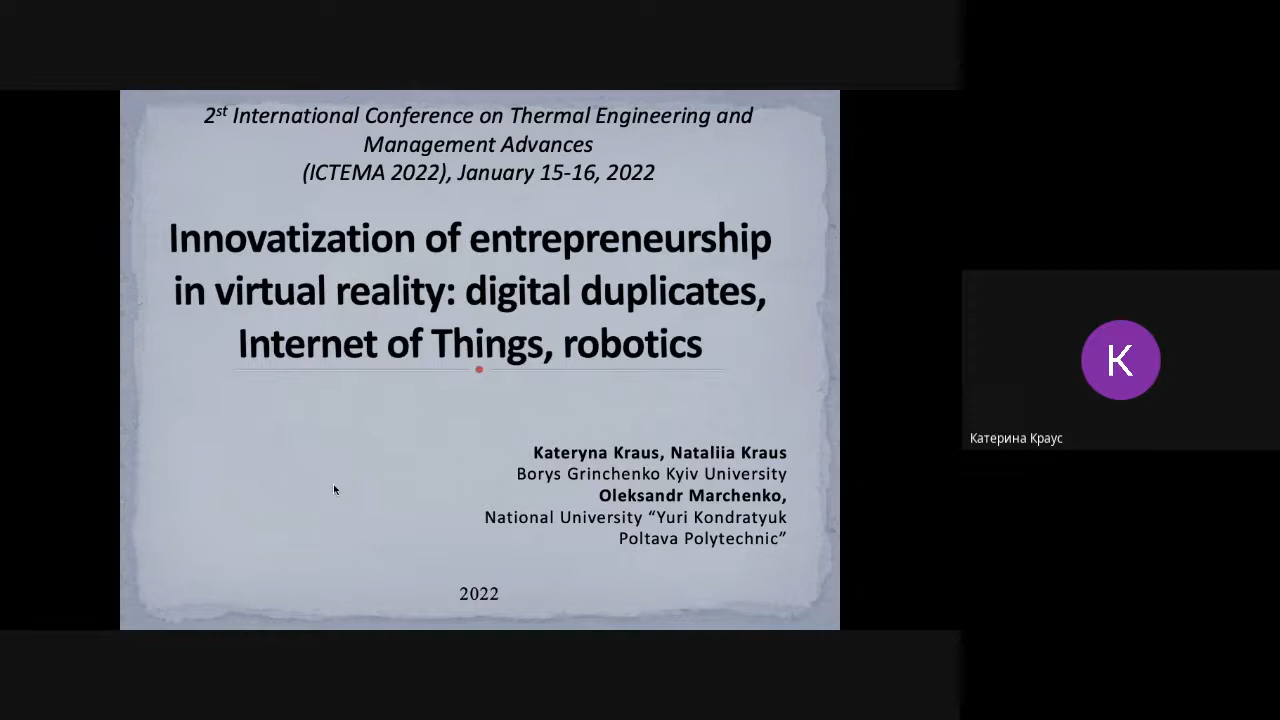 2st International Conference on Thermal Engineering and
Management Advances
(ICTEMA 2022), January 15-16, 2022
Innovatization of entrepreneurship
in virtual reality: digital duplicates,
Internet of Things, robotics
Kateryna Kraus, Nataliia Kraus
Borys Grinchenko Kyiv University
Oleksandr Marchenko,
National University “Yuri Kondratyuk
Poltava Polytechnic”
2022
К
Катерина Краус